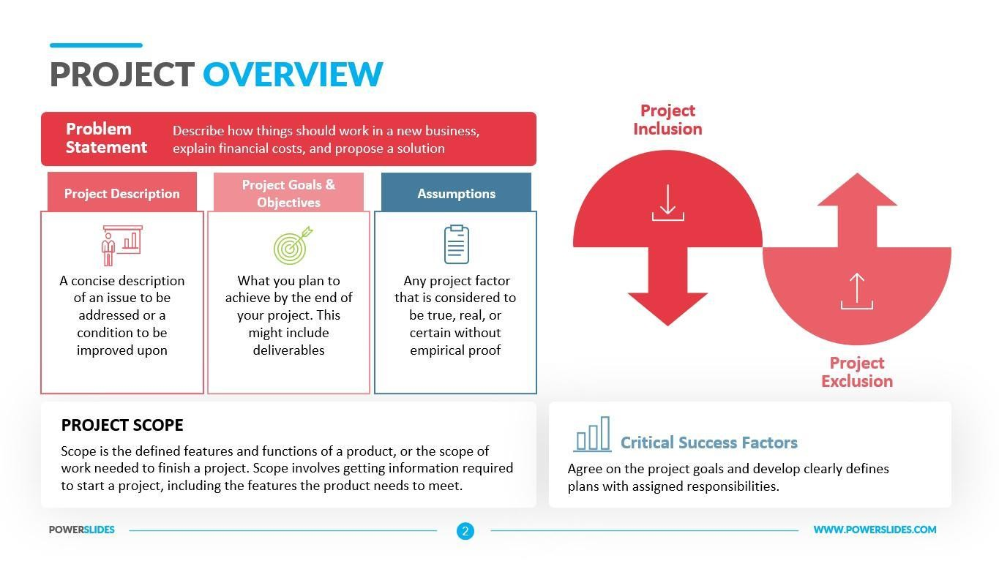 PROJECT OVERVIEW
Problem
Statement
Describe how things should work in a new business,
explain financial costs, and propose a solution
Project Description
A concise description
of an issue to be
addressed or a
condition to be
improved upon
Project Goals &
Objectives
What you plan to
achieve by the end of
your project. This
might include
deliverables
Assumptions
Any project factor
that is considered to
be true, real, or
certain without
empirical proof
Project
Inclusion
Project
Exclusion
PROJECT SCOPE
Scope is the defined features and functions of a product, or the scope of
work needed to finish a project. Scope involves getting information required
to start a project, including the features the product needs to meet.
Critical Success Factors
Agree on the project goals and develop clearly defines
plans with assigned responsibilities.
POWERSLIDES
2
WWW.POWERSLIDES.COM